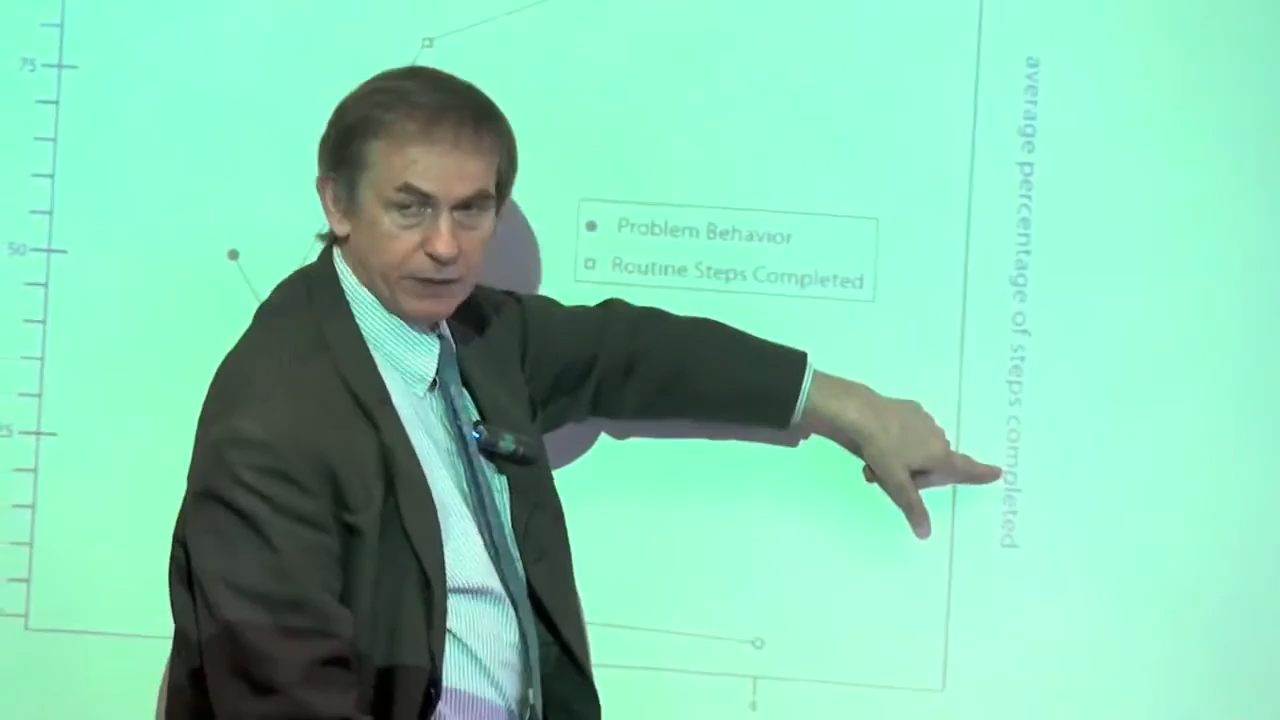 75
50
Problem Behavior
Routine Steps Completed
average percentage of steps completed